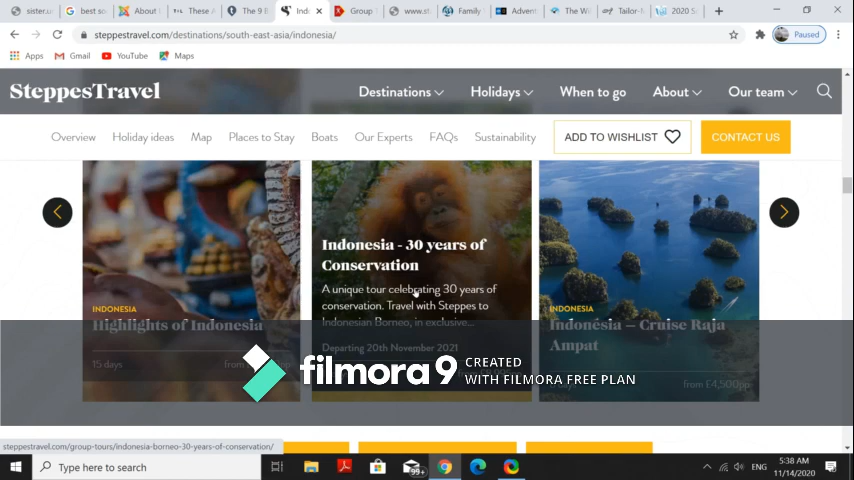 sister.u
best so
About
These
The 9 B
Ind
Group
www.st
Family
Advent
The Wi
Tailor-M
2020 S
steppestravel.com/destinations/south-east-asia/indonesia/
Paused
Apps
Gmail
YouTube
Maps
SteppesTravel
Destinations
Holidays
When to go
About
Our team
Overview
Holiday ideas
Map
Places to Stay
Boats
Our Experts
FAQs
Sustainability
ADD TO WISHLIST
CONTACT US
INDONESIA
Highlights of Indonesia
15 days
from
Indonesia - 30 years of
Conservation
A unique tour celebrating 30 years of
conservation. Travel with Steppes to
Indonesian Borneo, in exclusive...
Departing 20th November 2021
INDONESIA
Indonesia – Cruise Raja
Ampat
from £4,500pp
filmora9
CREATED
WITH FILMORA FREE PLAN
steppestravel.com/group-tours/indonesia-borneo-30-years-of-conservation/
Type here to search
99+
ENG
5:38 AM
11/14/2020